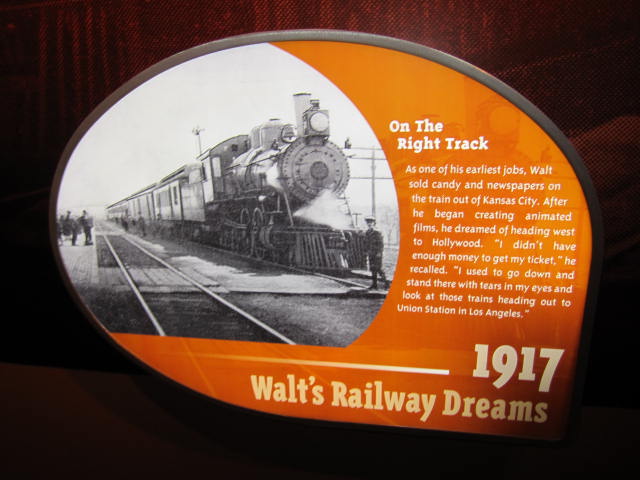 On The
Right Track
As one of his earliest jobs, Walt
sold candy and newspapers on
the train out of Kansas City. After
he began creating animated
films, he dreamed of heading west
to Hollywood. "I didn't have
enough money to get my ticket," he
recalled. "I used to go down and
stand there with tears in my eyes and
look at those trains heading out to
Union Station in Los Angeles."
1917
Walt's Railway Dreams